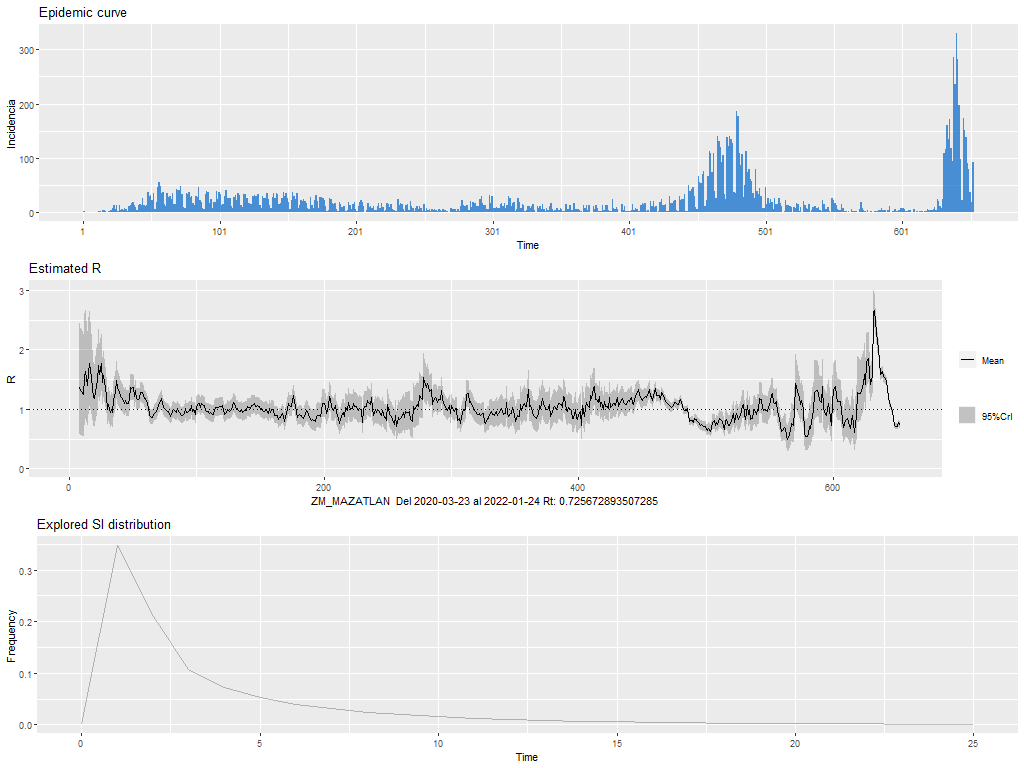 Epidemic curve
300
200
100
0
Incidencia
1 101 201 301 401 501 601
Time
Estimated R
3
2
1
0
R
Mean
95%CrI
0 200 400 600
ZM_MAZATLAN Del 2020-03-23 al 2022-01-24 Rt: 0.725672893507285
Explored SI distribution
0.3
0.2
0.1
0.0
Frequency
0 5 10 15 20 25
Time